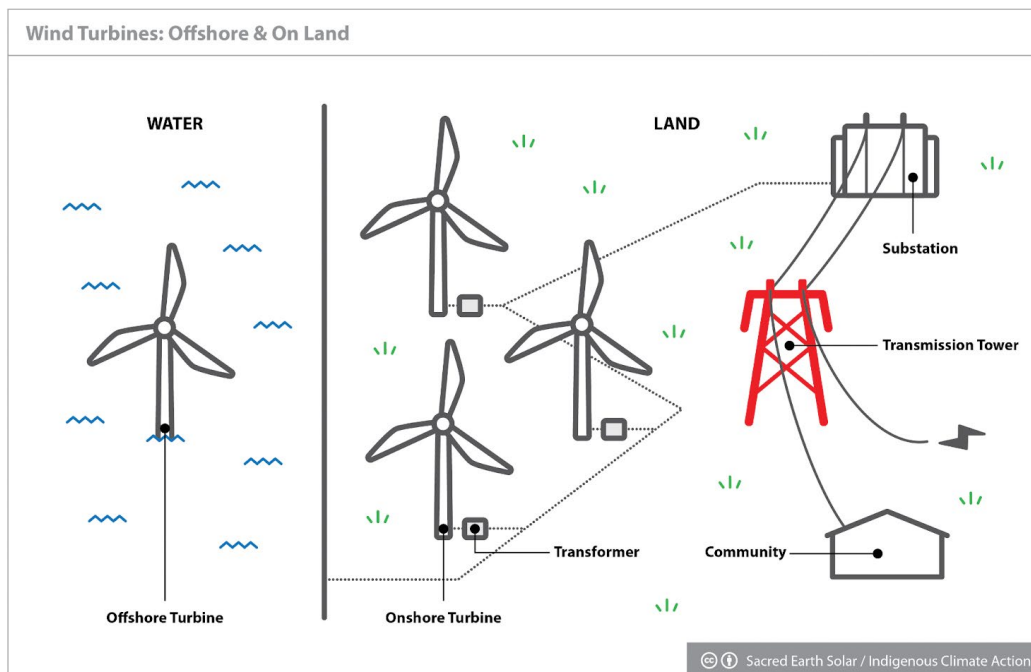 Wind Turbines: Offshore & On Land
WATER
LAND
Substation
Transmission Tower
Transformer
Community
Offshore Turbine
Onshore Turbine
cc Sacred Earth Solar / Indigenous Climate Action